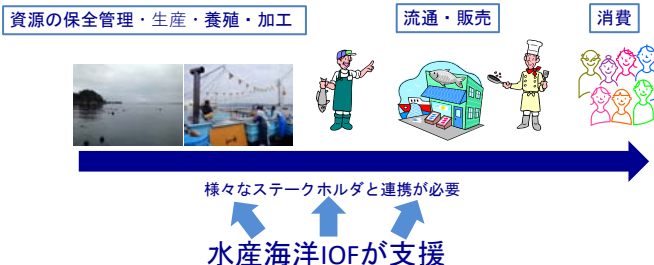 資源の保全管理・生産・養殖・加工
流通・販売
消費
様々なステークホルダと連携が必要
水産海洋IOFが支援